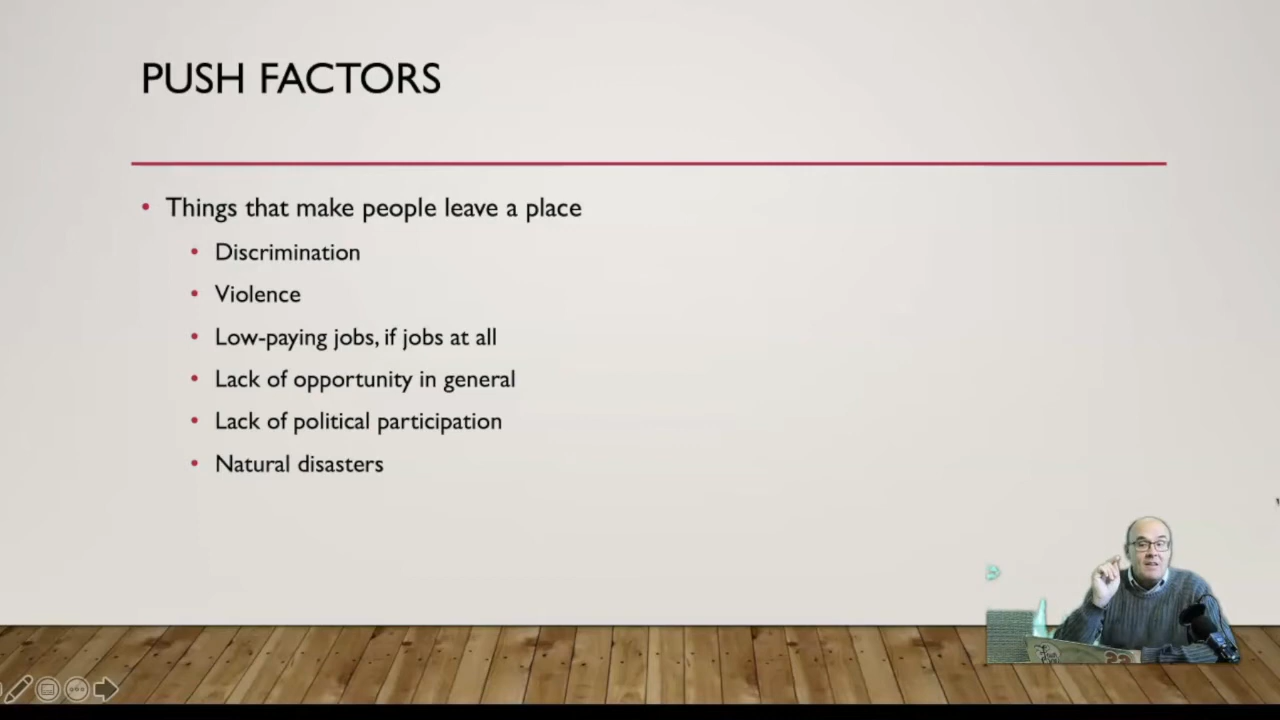 PUSH FACTORS
• Things that make people leave a place
• Discrimination
• Violence
• Low-paying jobs, if jobs at all
• Lack of opportunity in general
• Lack of political participation
• Natural disasters